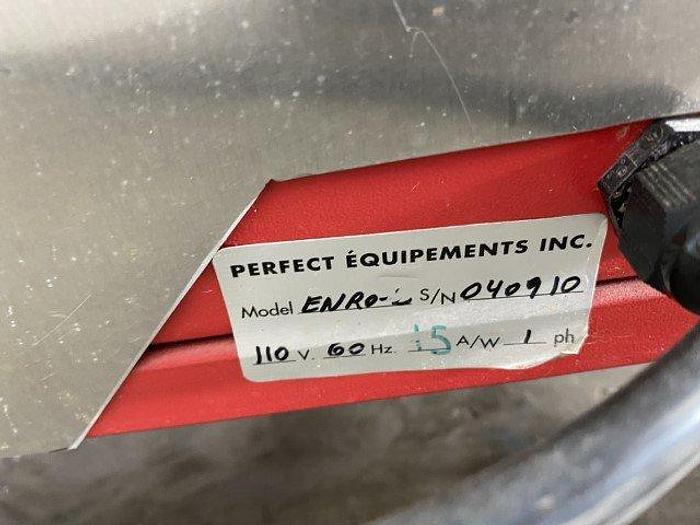 PERFECT ÉQUIPEMENTS INC.
Model ENRO- S/N 040910
110 V. 60 Hz. 15 A/W 1 ph